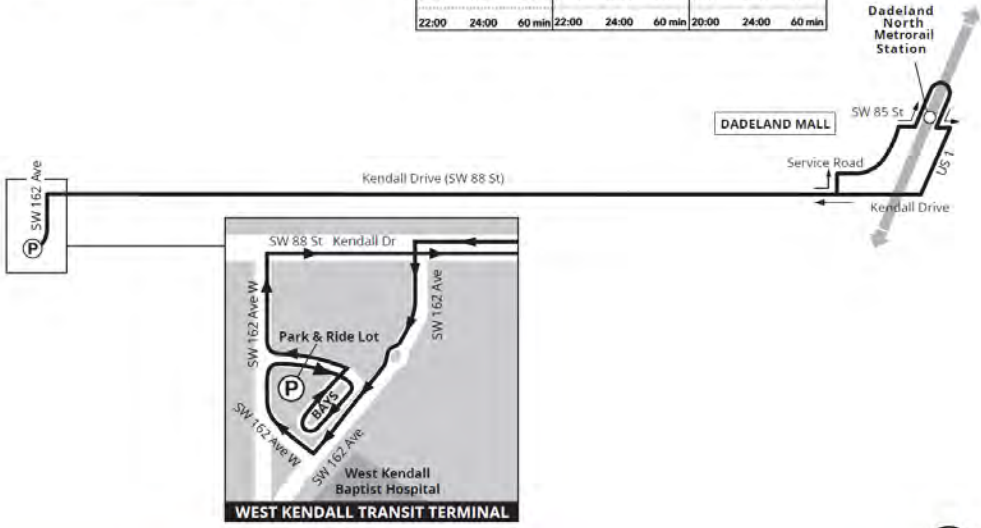 22:00 24:00 60 min 22:00 24:00 60 min 20:00 24:00 60 min
Dadeland
North
Metrorail
Station
SW 85 St
DADELAND MALL
Service Road
US 1
SW 162 Ave
Kendall Drive (SW 88 St)
Kendall Drive
P
SW 88 St Kendall Dr
SW 162 Ave W
SW 162 Ave
Park & Ride Lot
P
BAYS
SW 162 Ave W
SW 162 Ave
West Kendall
Baptist Hospital
WEST KENDALL TRANSIT TERMINAL